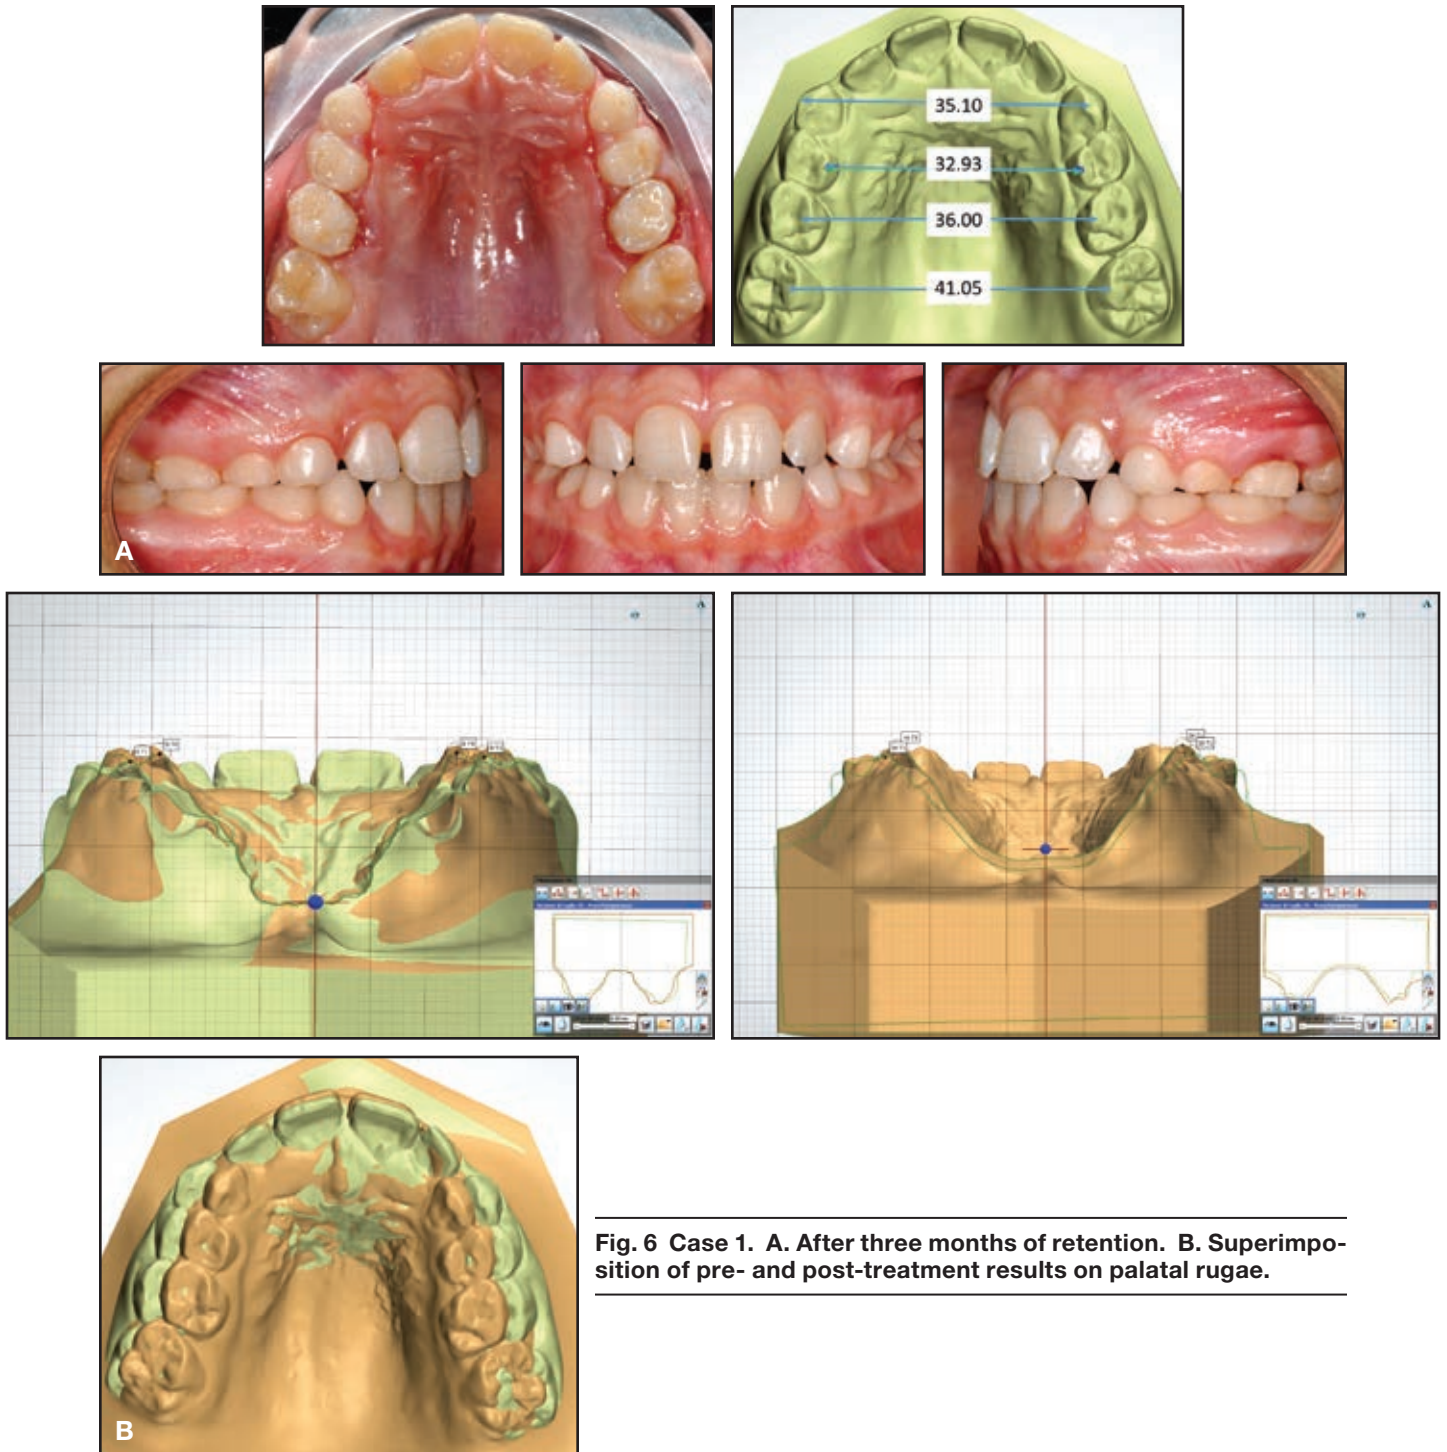 35.10
32.93
36.00
41.05
A
B
Fig. 6 Case 1. A. After three months of retention. B. Superimpo-
sition of pre- and post-treatment results on palatal rugae.